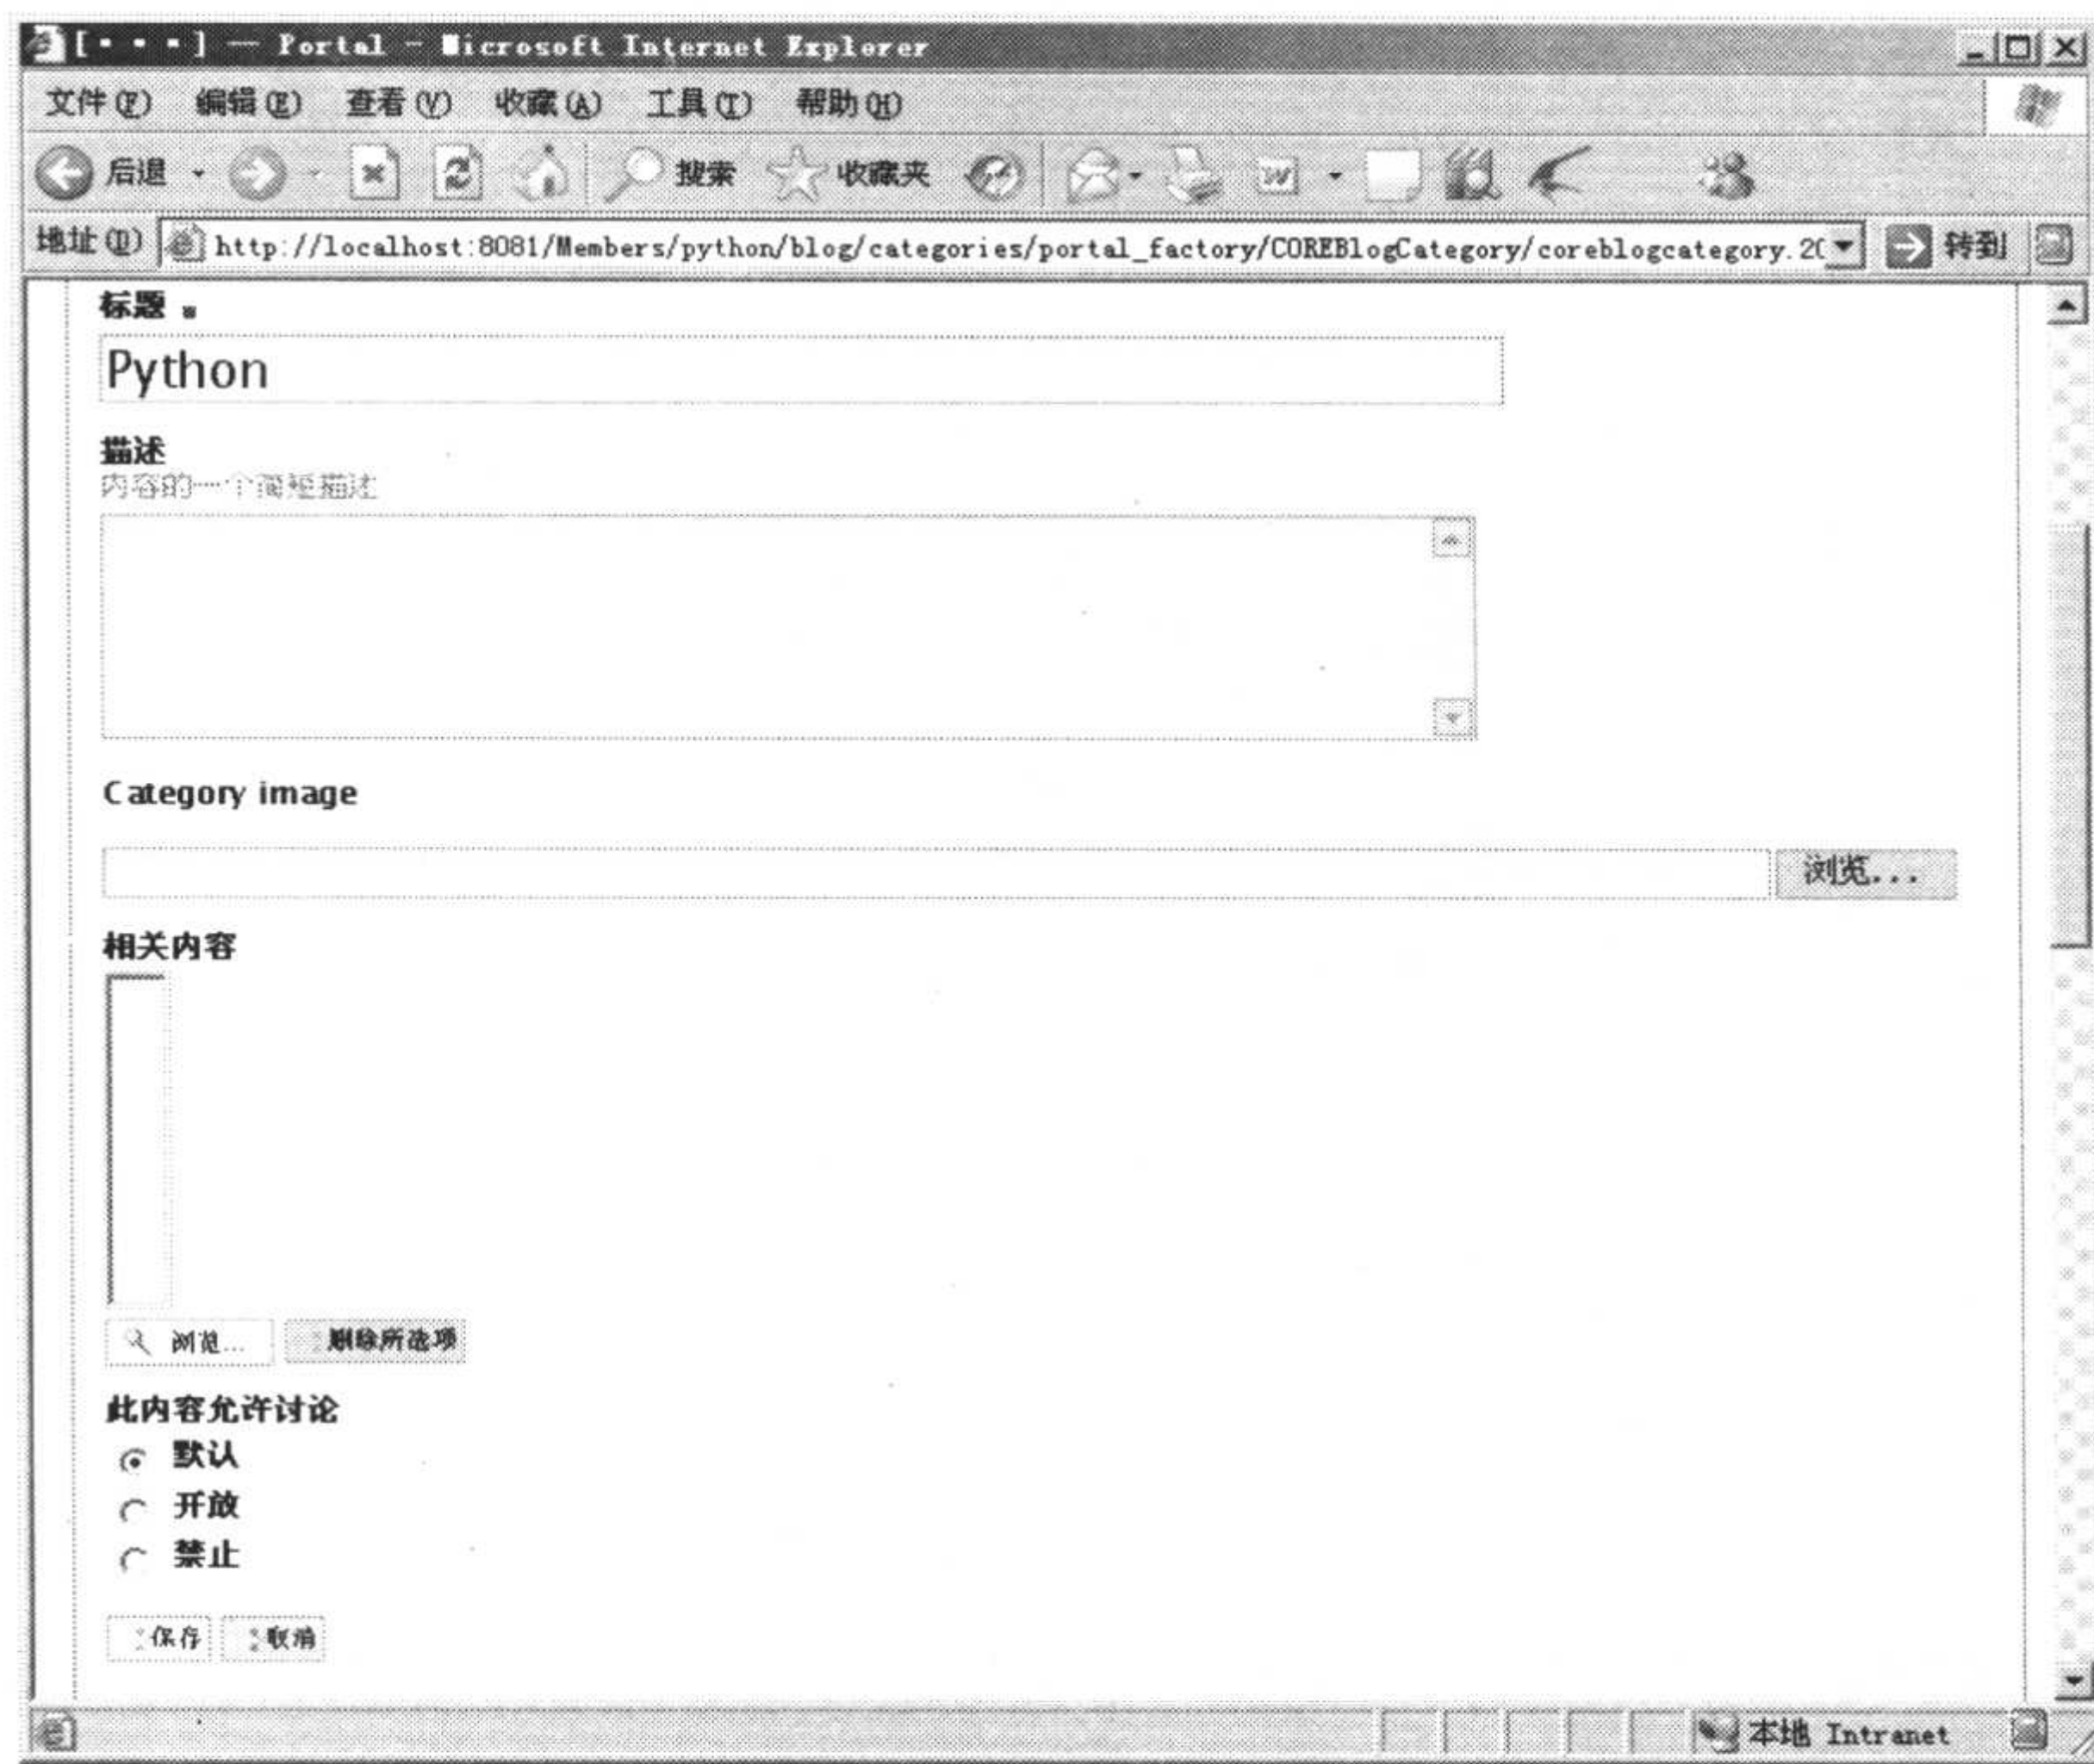 [···] — Portal - Microsoft Internet Explorer
文件(F) 编辑(E) 查看(V) 收藏(A) 工具(T) 帮助(H)
后退 搜索 收藏夹
地址(D) http://localhost:8081/Members/python/blog/categories/portal_factory/COREBlogCategory/coreblogcategory.20 转到
标题
Python
描述
内容的一个简短描述
Category image
浏览...
相关内容
浏览... 删除所选项
此内容允许讨论
默认
开放
禁止
保存 取消
本地 Intranet